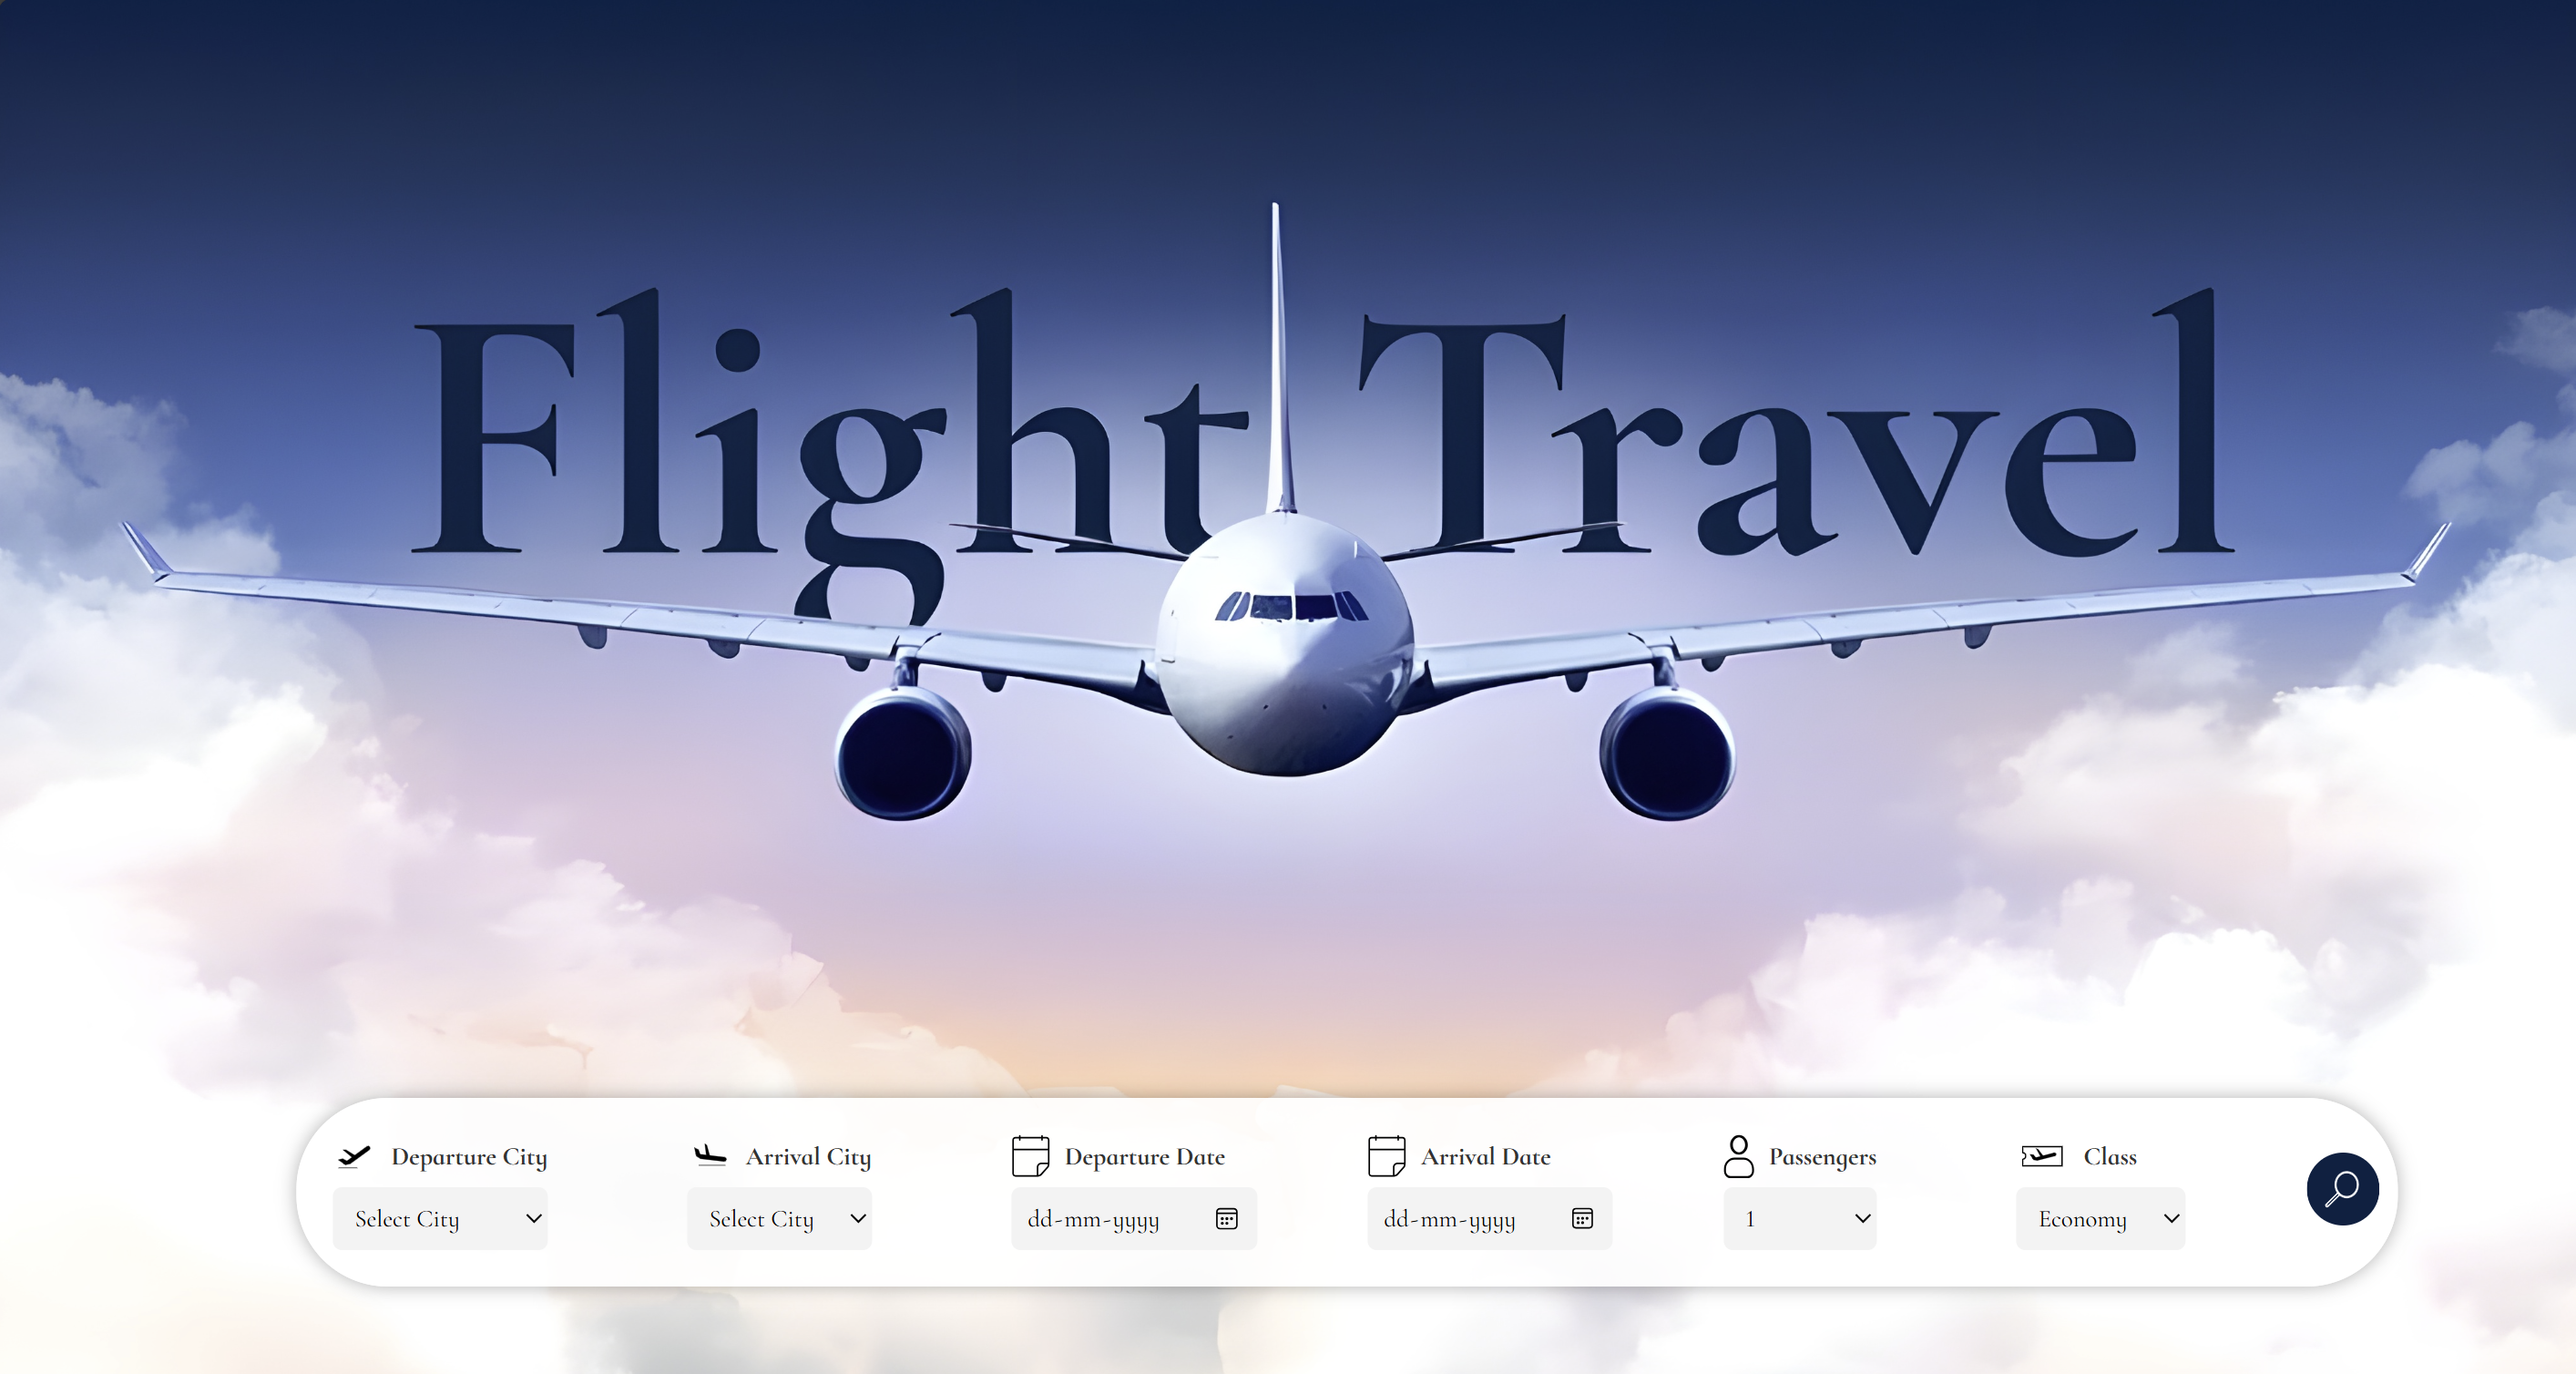 Flight Travel
Departure City
Arrival City
Departure Date
Arrival Date
Passengers
Class
Select City
Select City
dd-mm-yyyy
dd-mm-yyyy
1
Economy